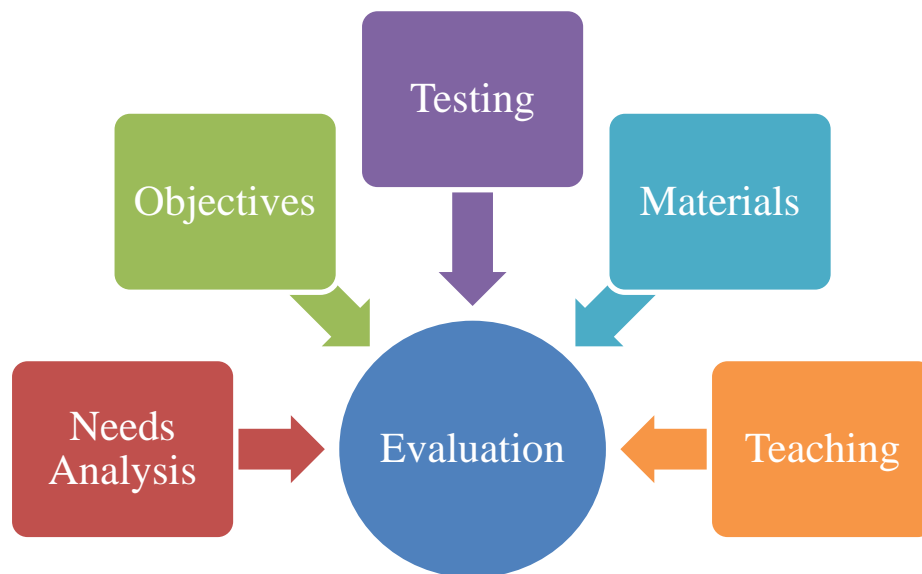 Testing
Objectives
Materials
Needs
Analysis
Evaluation
Teaching